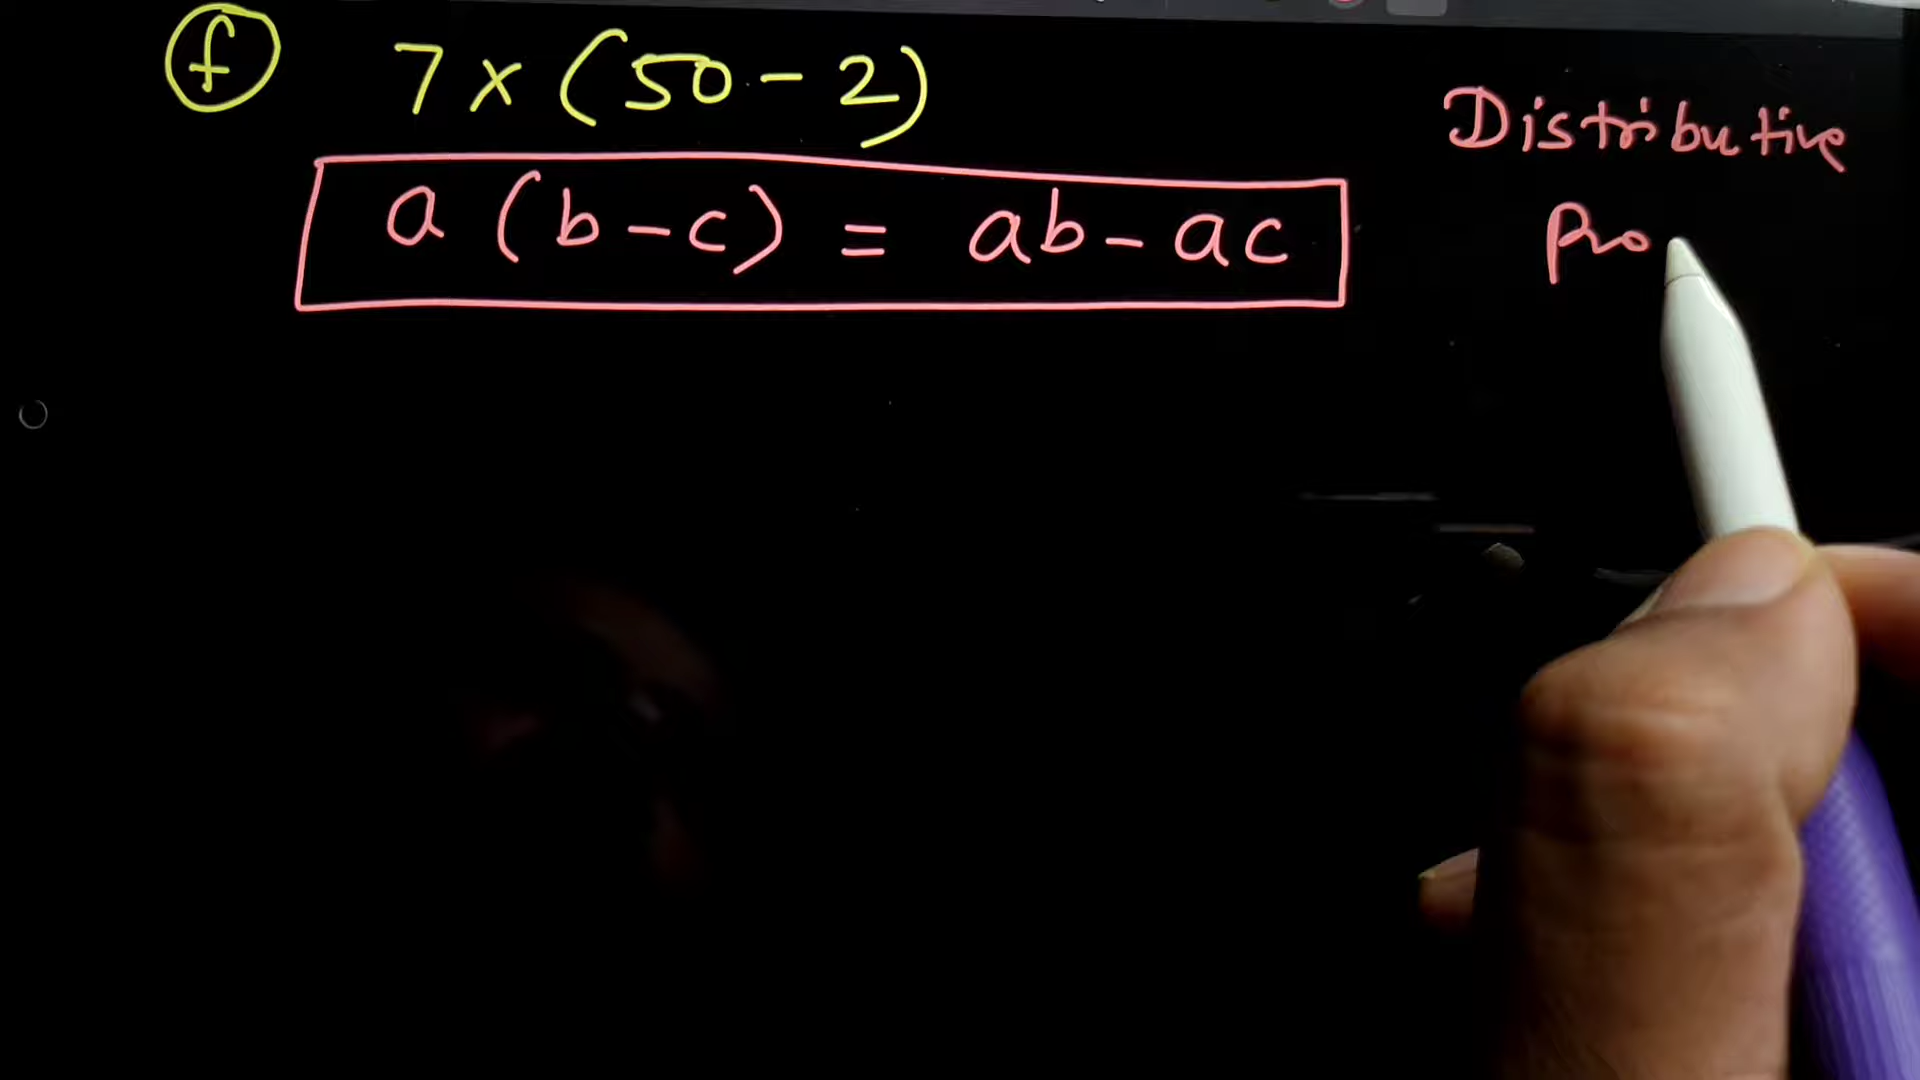 f 7 x (50 - 2)
Distributive
a (b - c) = ab - ac
Pro